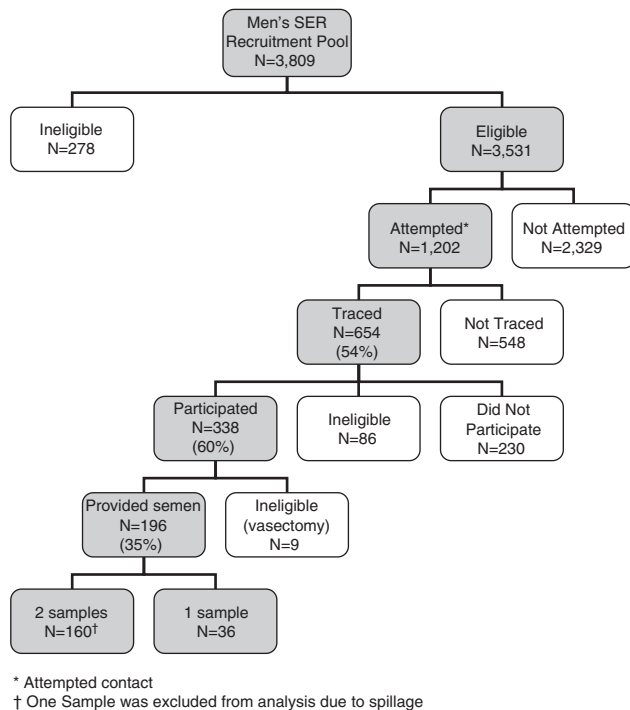 Men's SER
Recruitment Pool
N=3,809
Ineligible
N=278
Eligible
N=3,531
Attempted*
N=1,202
Not Attempted
N=2,329
Traced
N=654
(54%)
Not Traced
N=548
Participated
N=338
(60%)
Ineligible
N=86
Did Not
Participate
N=230
Provided semen
N=196
(35%)
Ineligible
(vasectomy)
N=9
2 samples
N=160†
1 sample
N=36
* Attempted contact
† One Sample was excluded from analysis due to spillage